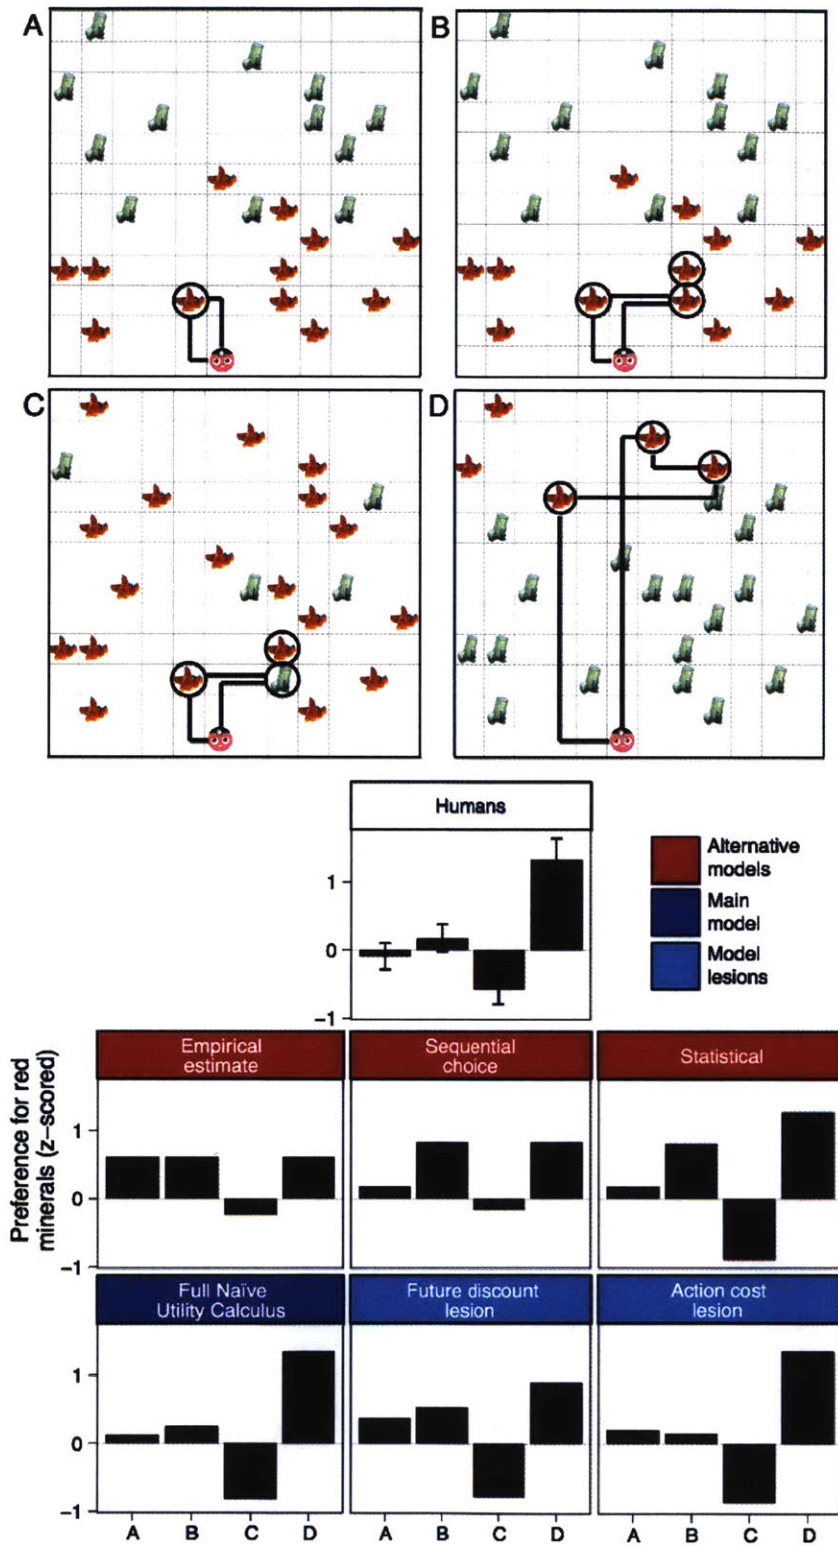 A
B
C
D
Humans
1
0
−1
Alternative
models
Main
model
Model
lesions
Preference for red
minerals (z−scored)
Empirical
estimate
Sequential
choice
Statistical
1
0
−1
Full Naïve
Utility Calculus
Future discount
lesion
Action cost
lesion
1
0
−1
A B C D
A B C D
A B C D